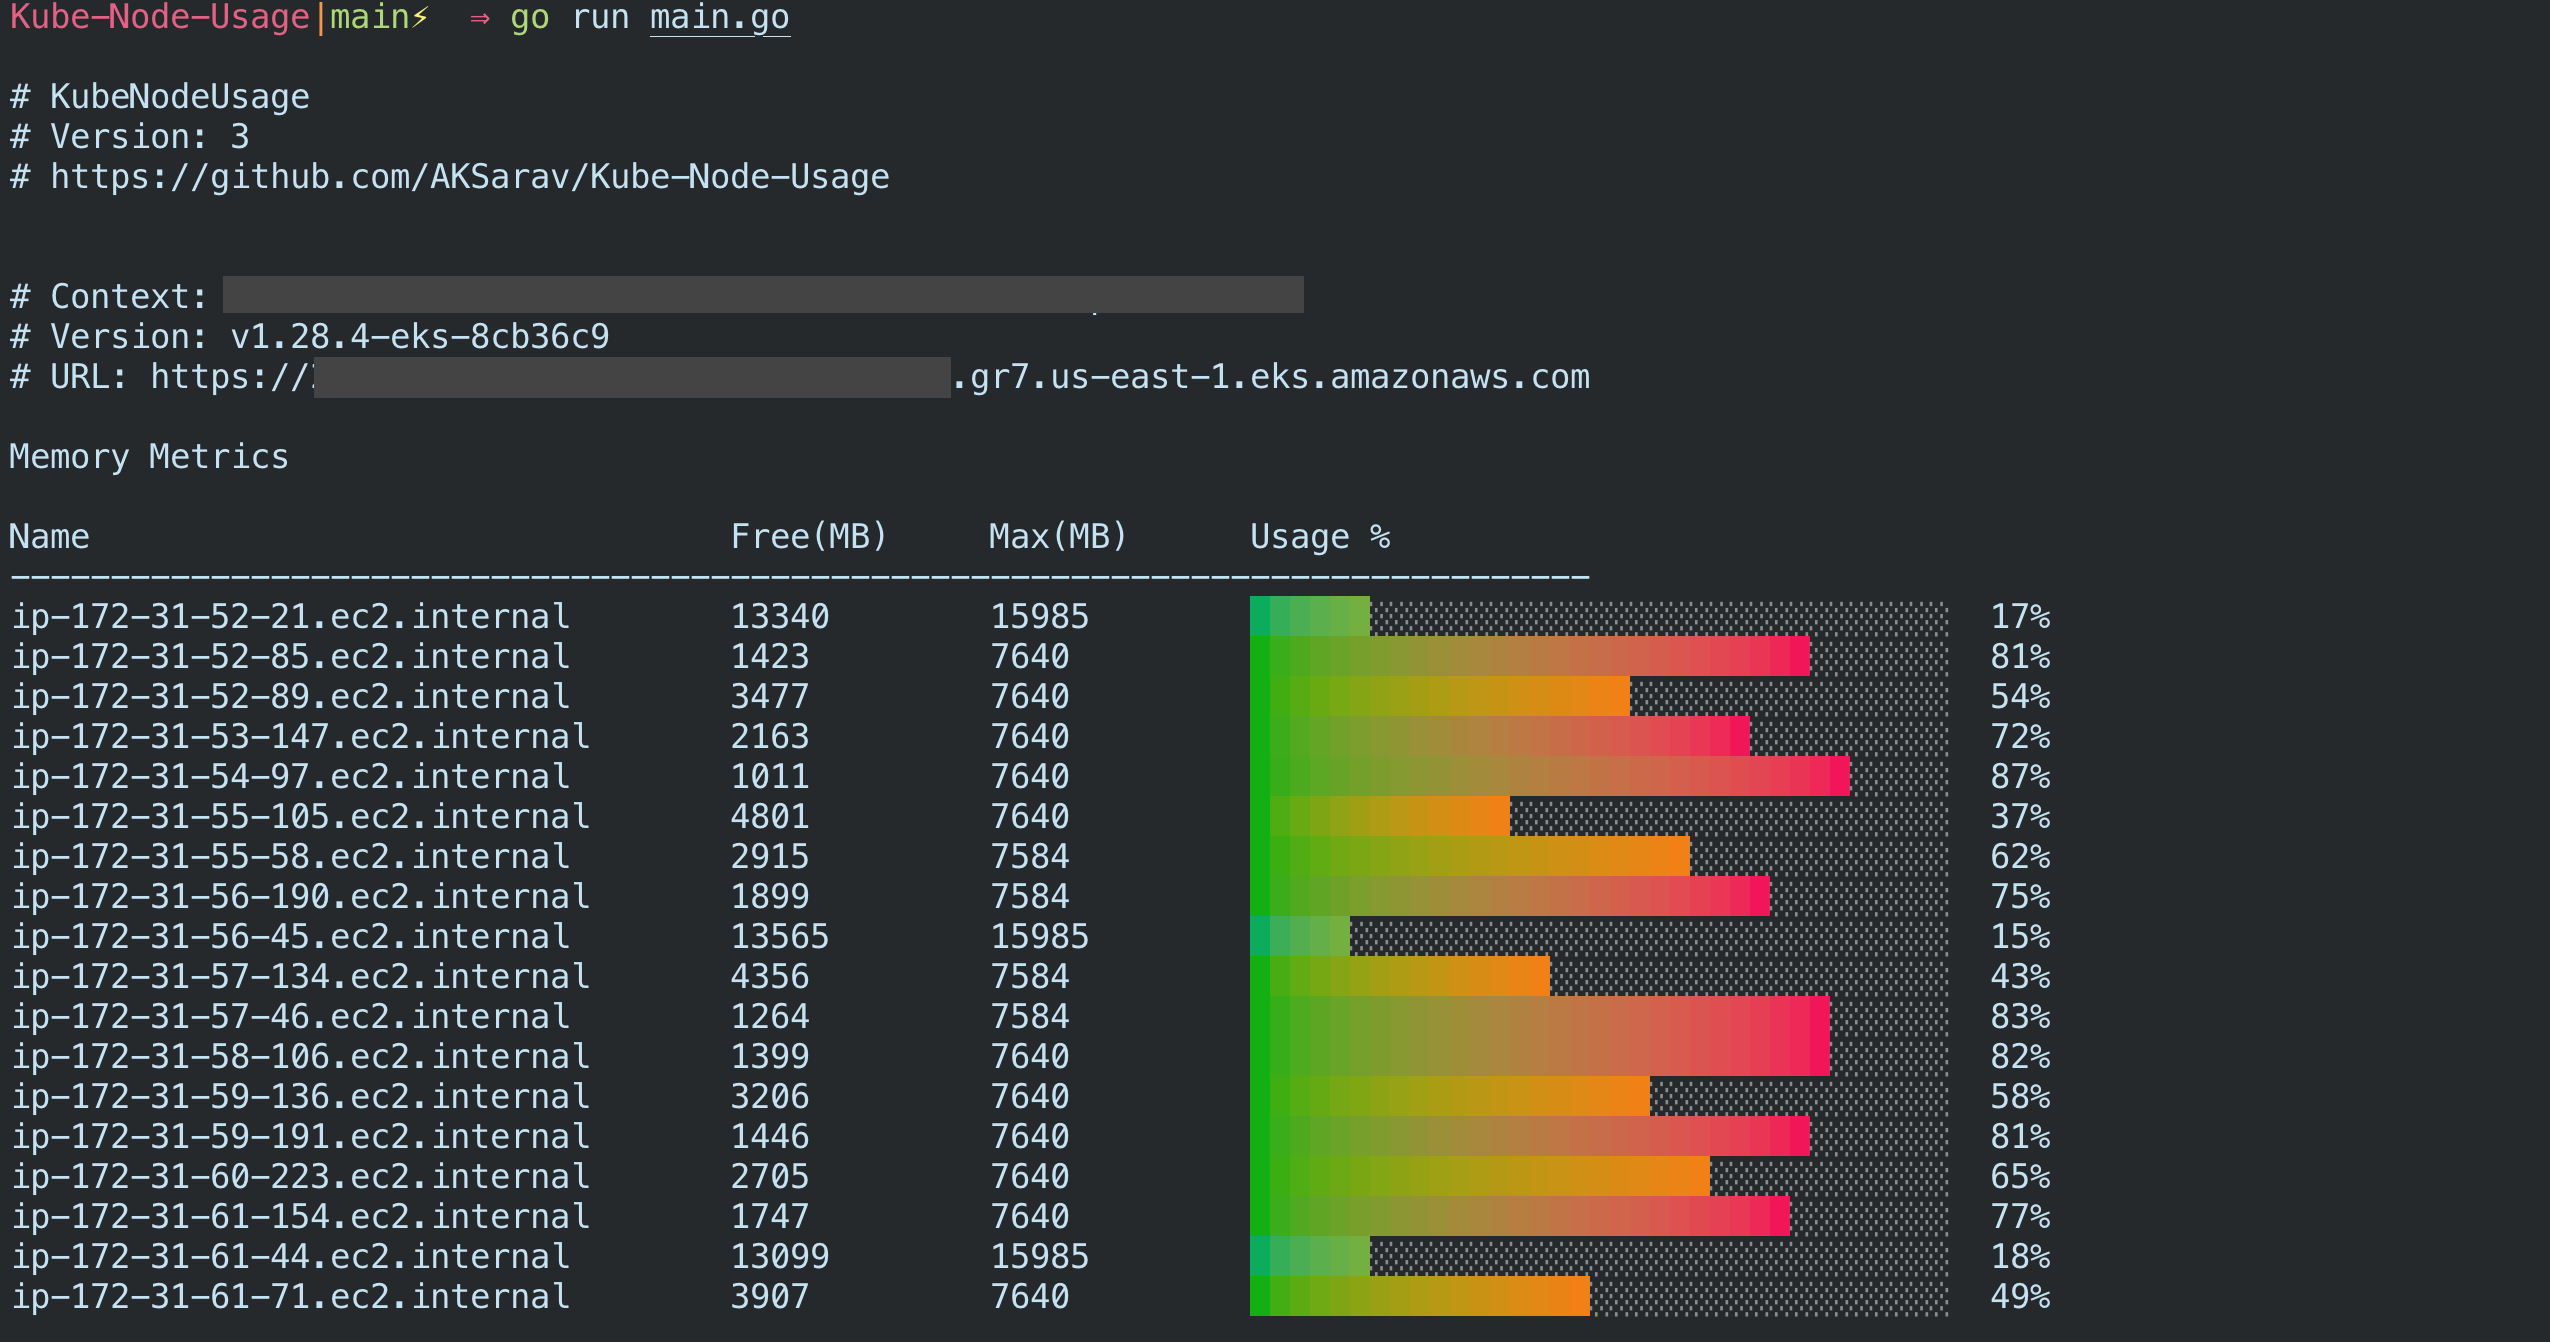 Kube-Node-Usage|main⚡ ⇒ go run main.go
# KubeNodeUsage
# Version: 3
# https://github.com/AKSarav/Kube-Node-Usage
# Context:
# Version: v1.28.4-eks-8cb36c9
# URL: https:// .gr7.us-east-1.eks.amazonaws.com
Memory Metrics
Name Free(MB) Max(MB) Usage %
-------------------------------------------------------------------------------
ip-172-31-52-21.ec2.internal 13340 15985 17%
ip-172-31-52-85.ec2.internal 1423 7640 81%
ip-172-31-52-89.ec2.internal 3477 7640 54%
ip-172-31-53-147.ec2.internal 2163 7640 72%
ip-172-31-54-97.ec2.internal 1011 7640 87%
ip-172-31-55-105.ec2.internal 4801 7640 37%
ip-172-31-55-58.ec2.internal 2915 7584 62%
ip-172-31-56-190.ec2.internal 1899 7584 75%
ip-172-31-56-45.ec2.internal 13565 15985 15%
ip-172-31-57-134.ec2.internal 4356 7584 43%
ip-172-31-57-46.ec2.internal 1264 7584 83%
ip-172-31-58-106.ec2.internal 1399 7640 82%
ip-172-31-59-136.ec2.internal 3206 7640 58%
ip-172-31-59-191.ec2.internal 1446 7640 81%
ip-172-31-60-223.ec2.internal 2705 7640 65%
ip-172-31-61-154.ec2.internal 1747 7640 77%
ip-172-31-61-44.ec2.internal 13099 15985 18%
ip-172-31-61-71.ec2.internal 3907 7640 49%